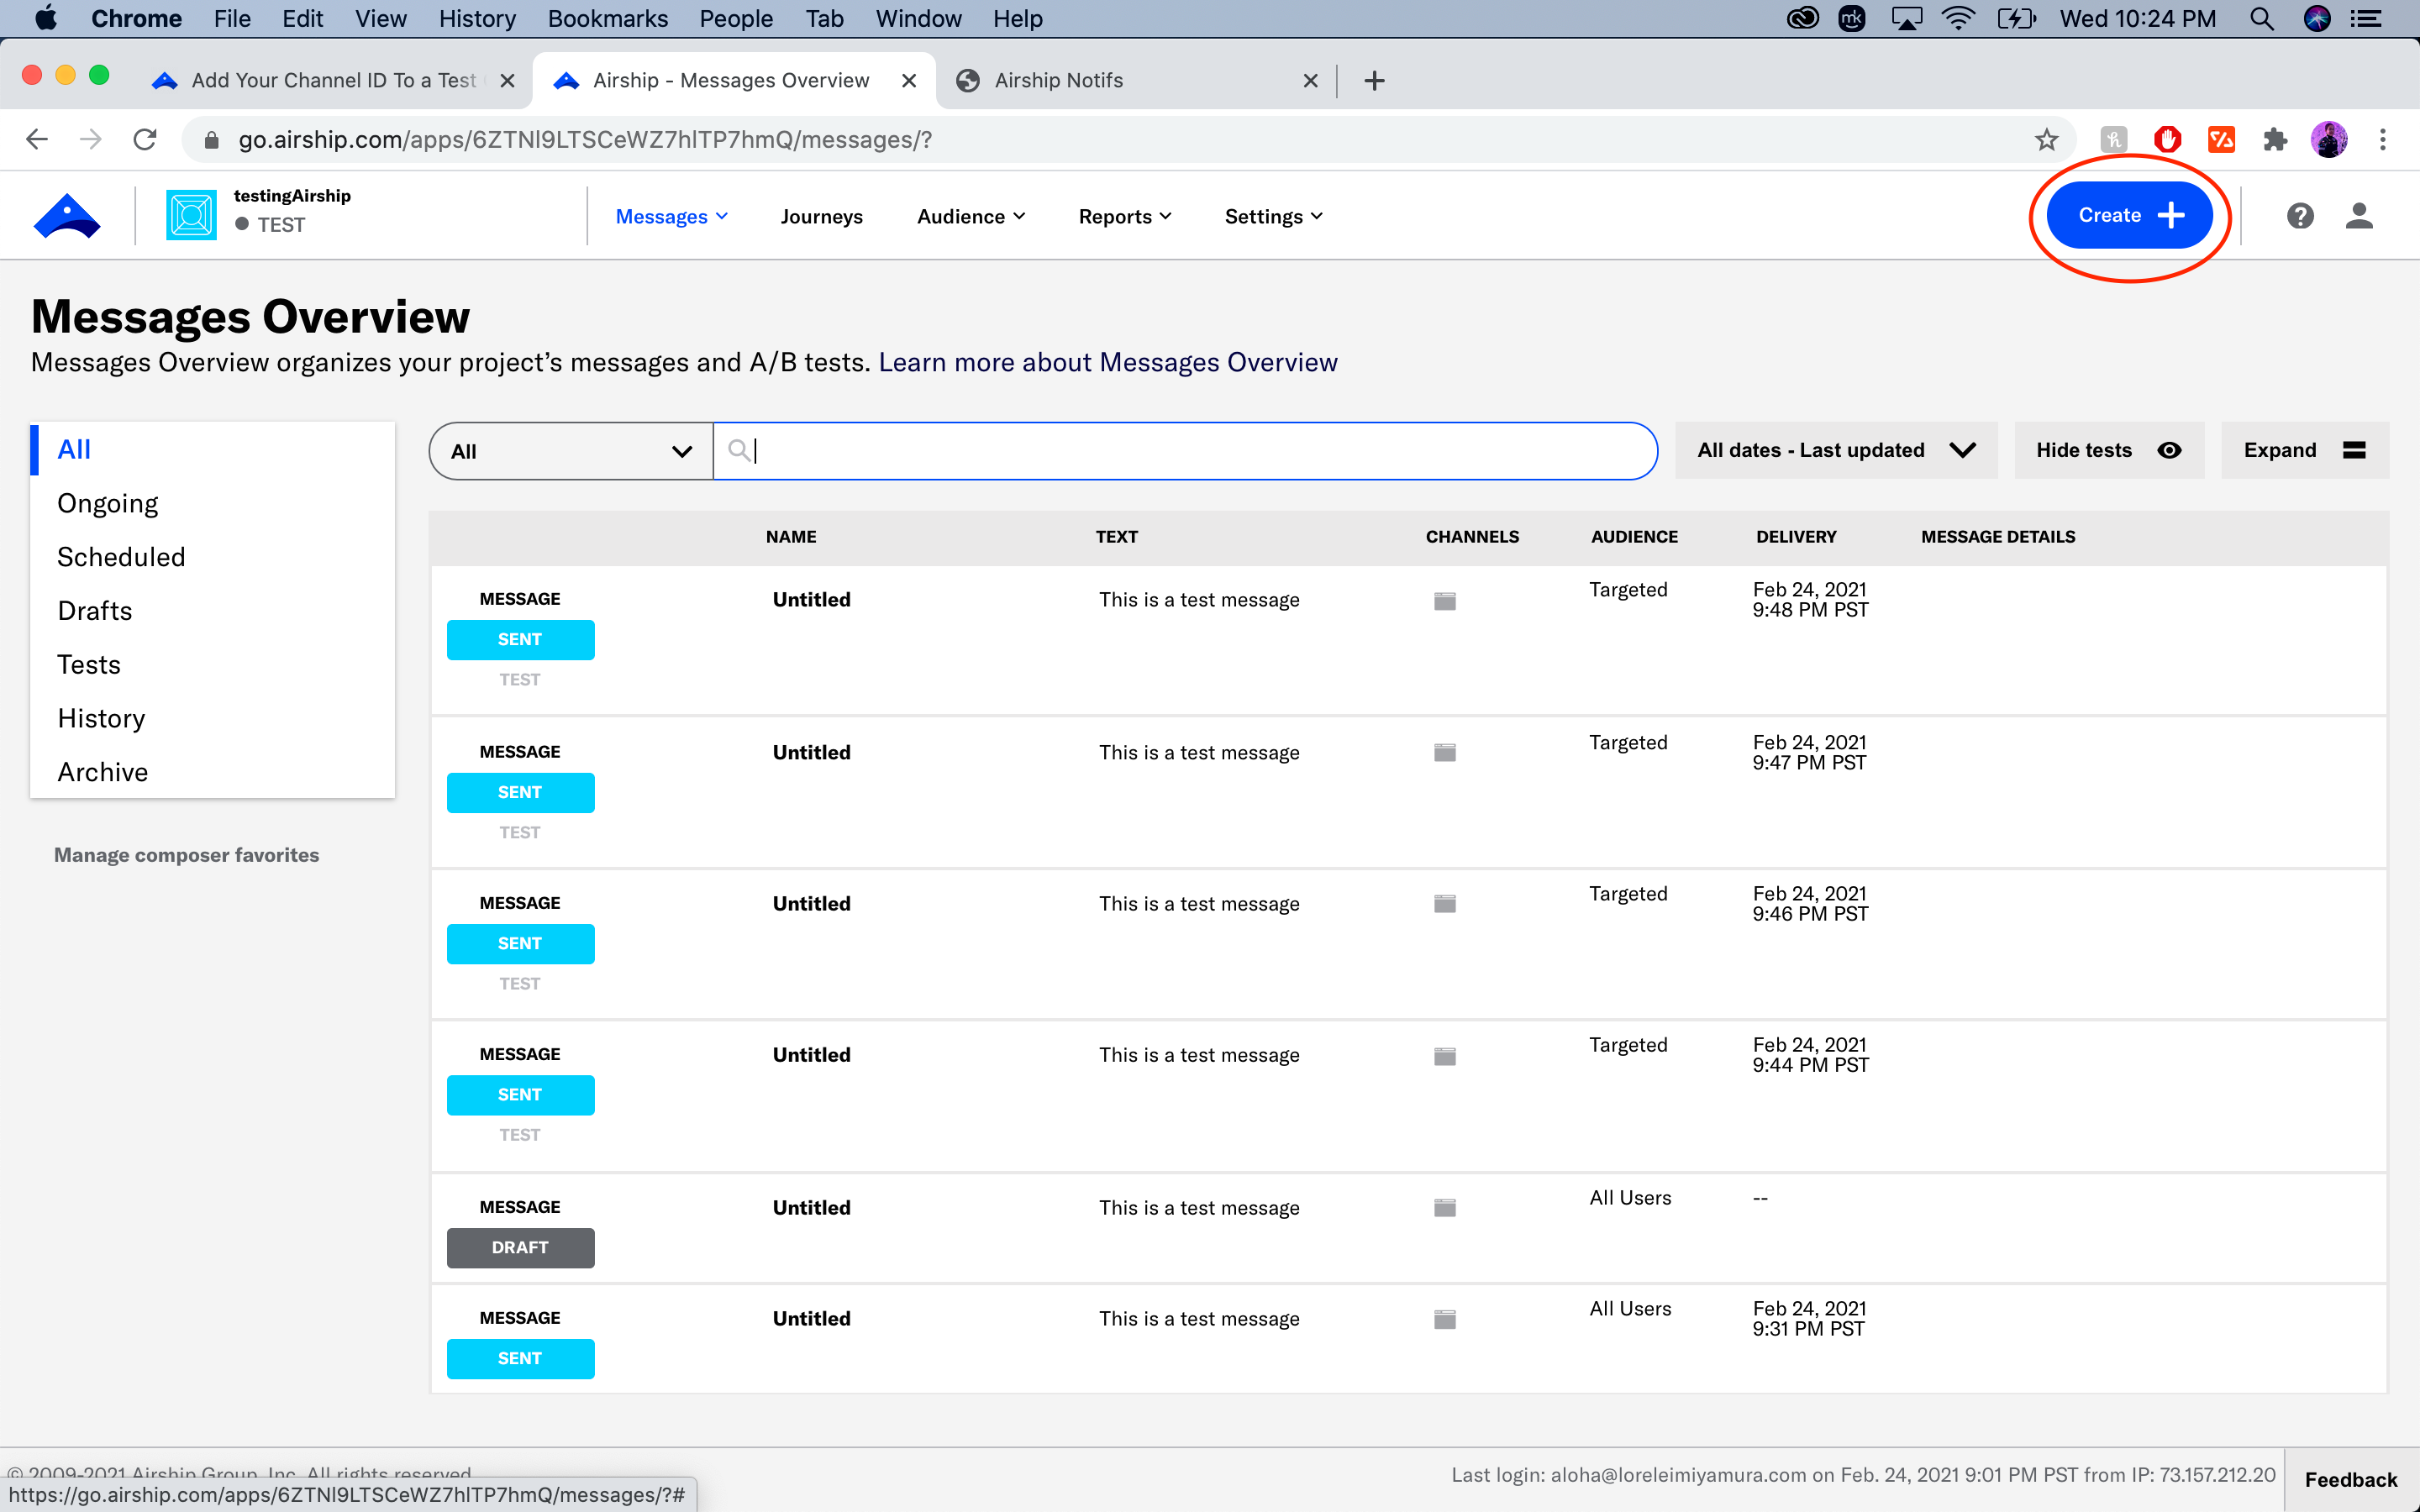 Chrome File Edit View History Bookmarks People Tab Window Help mk Wed 10:24 PM
Add Your Channel ID To a Test Airship - Messages Overview Airship Notifs
go.airship.com/apps/6ZTNl9LTSCeWZ7hlTP7hmQ/messages/?
testingAirship
TEST
Messages Journeys Audience Reports Settings Create
Messages Overview
Messages Overview organizes your project's messages and A/B tests. Learn more about Messages Overview
All
Ongoing
Scheduled
Drafts
Tests
History
Archive
Manage composer favorites
All All dates - Last updated Hide tests Expand
NAME TEXT CHANNELS AUDIENCE DELIVERY MESSAGE DETAILS
MESSAGE Untitled This is a test message Targeted Feb 24, 2021
9:48 PM PST
SENT
TEST
MESSAGE Untitled This is a test message Targeted Feb 24, 2021
9:47 PM PST
SENT
TEST
MESSAGE Untitled This is a test message Targeted Feb 24, 2021
9:46 PM PST
SENT
TEST
MESSAGE Untitled This is a test message Targeted Feb 24, 2021
9:44 PM PST
SENT
TEST
MESSAGE Untitled This is a test message All Users --
DRAFT
MESSAGE Untitled This is a test message All Users Feb 24, 2021
9:31 PM PST
SENT
© 2009-2021 Airship Group, Inc. All rights reserved
Last login: aloha@loreleimiyamura.com on Feb. 24, 2021 9:01 PM PST from IP: 73.157.212.20
Feedback
https://go.airship.com/apps/6ZTNl9LTSCeWZ7hlTP7hmQ/messages/?#